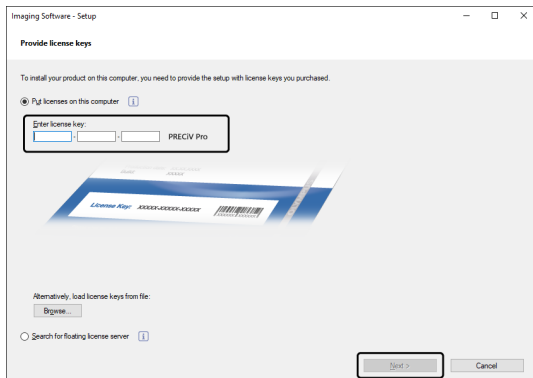 Imaging Software - Setup
Provide license keys
To install your product on this computer, you need to provide the setup with license keys you purchased.
Put licenses on this computer
Enter license key:
- - PRECiV Pro
XXXXX
License Key: XXXXX-XXXXX-XXXXX
Alternatively, load license keys from file:
Browse...
Search for floating license server
Next >
Cancel